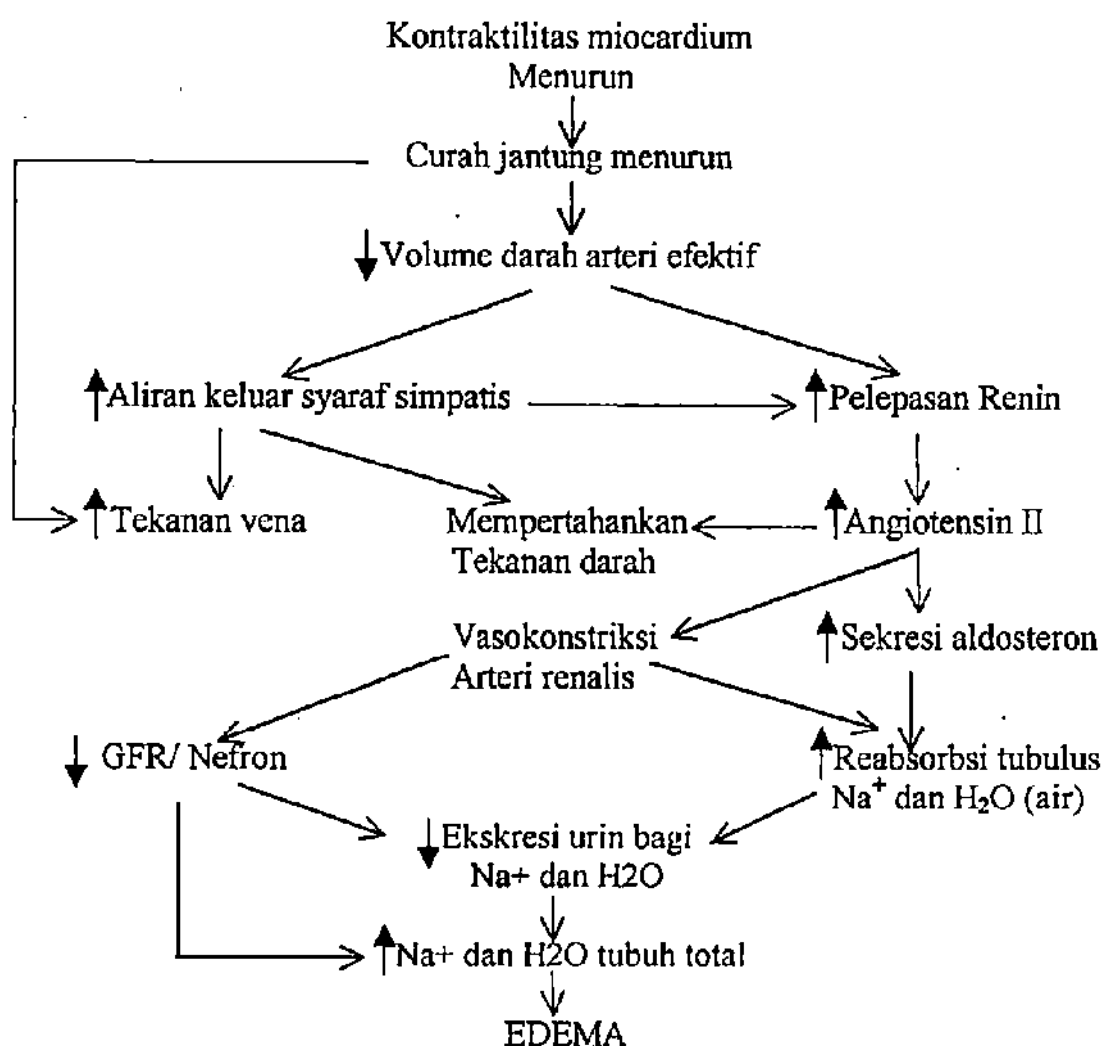 Kontraktilitas miocardium
Menurun
Curah jantung menurun
Volume darah arteri efektif
Aliran keluar syaraf simpatis
Pelepasan Renin
Tekanan vena
Mempertahankan
Tekanan darah
Angiotensin II
Vasokonstriksi
Arteri renalis
Sekresi aldosteron
GFR/ Nefron
Reabsorbsi tubulus
Na⁺ dan H₂O (air)
Ekskresi urin bagi
Na+ dan H2O
Na+ dan H2O tubuh total
EDEMA